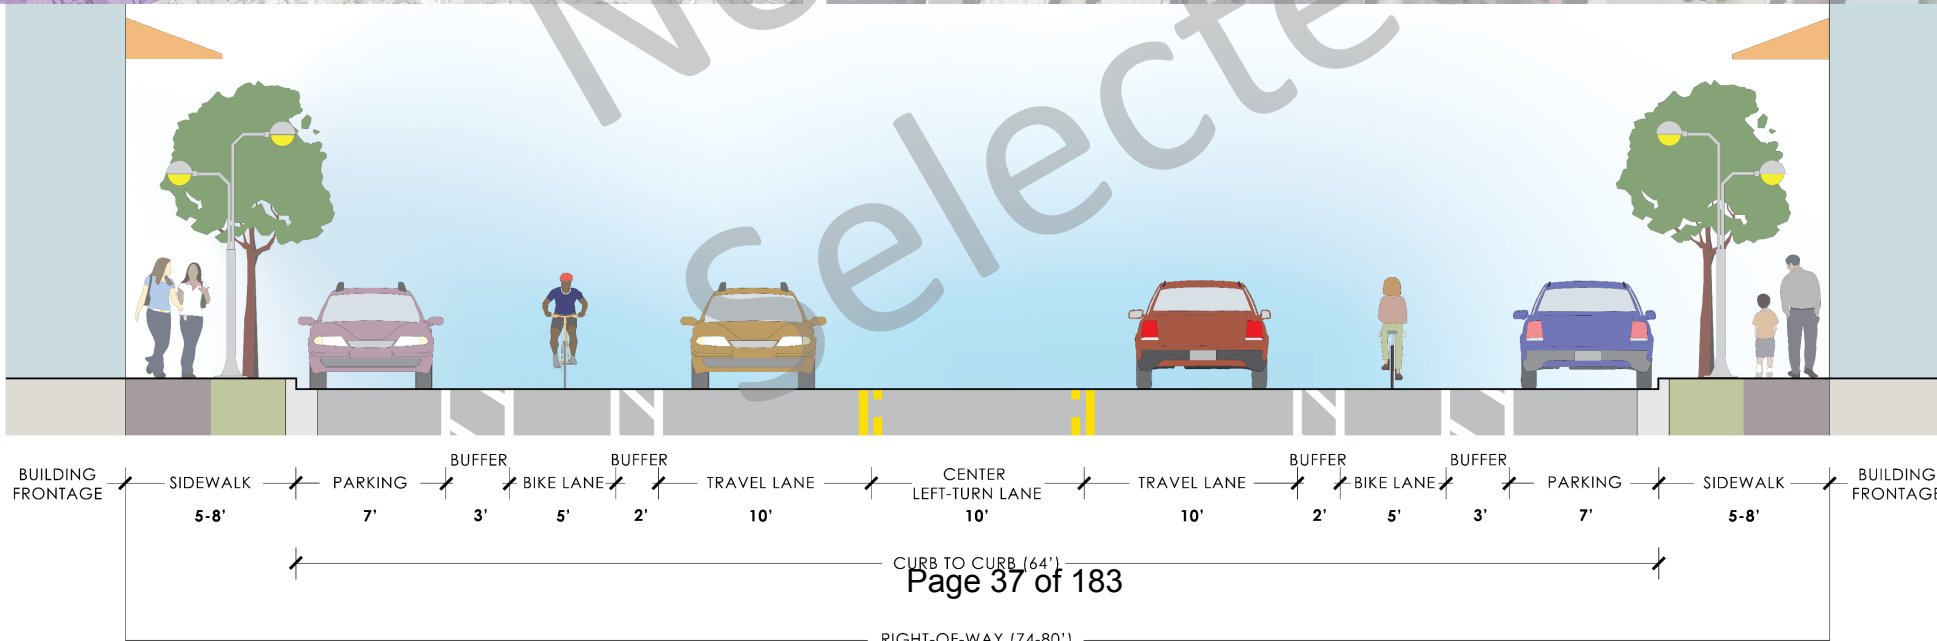 No
Selecte
BUFFER BUFFER BUFFER BUFFER
BUILDING FRONTAGE SIDEWALK PARKING BIKE LANE TRAVEL LANE CENTER LEFT-TURN LANE TRAVEL LANE BIKE LANE PARKING SIDEWALK BUILDING FRONTAGE
5-8' 7' 3' 5' 2' 10' 10' 10' 2' 5' 3' 7' 5-8'
CURB TO CURB (64')
Page 37 of 183
RIGHT-OF-WAY (74-80')